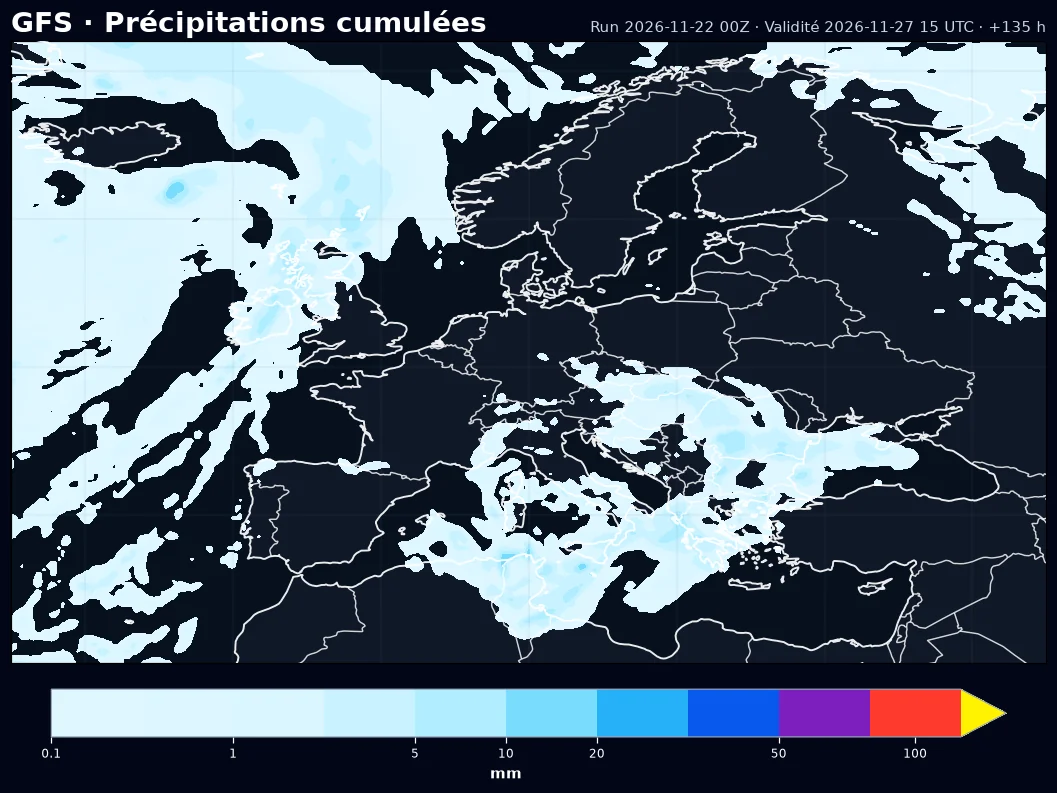 GFS · Précipitations cumulées
Run 2026-11-22 00Z · Validité 2026-11-27 15 UTC · +135 h
0.1 1 5 10 20 50 100
mm